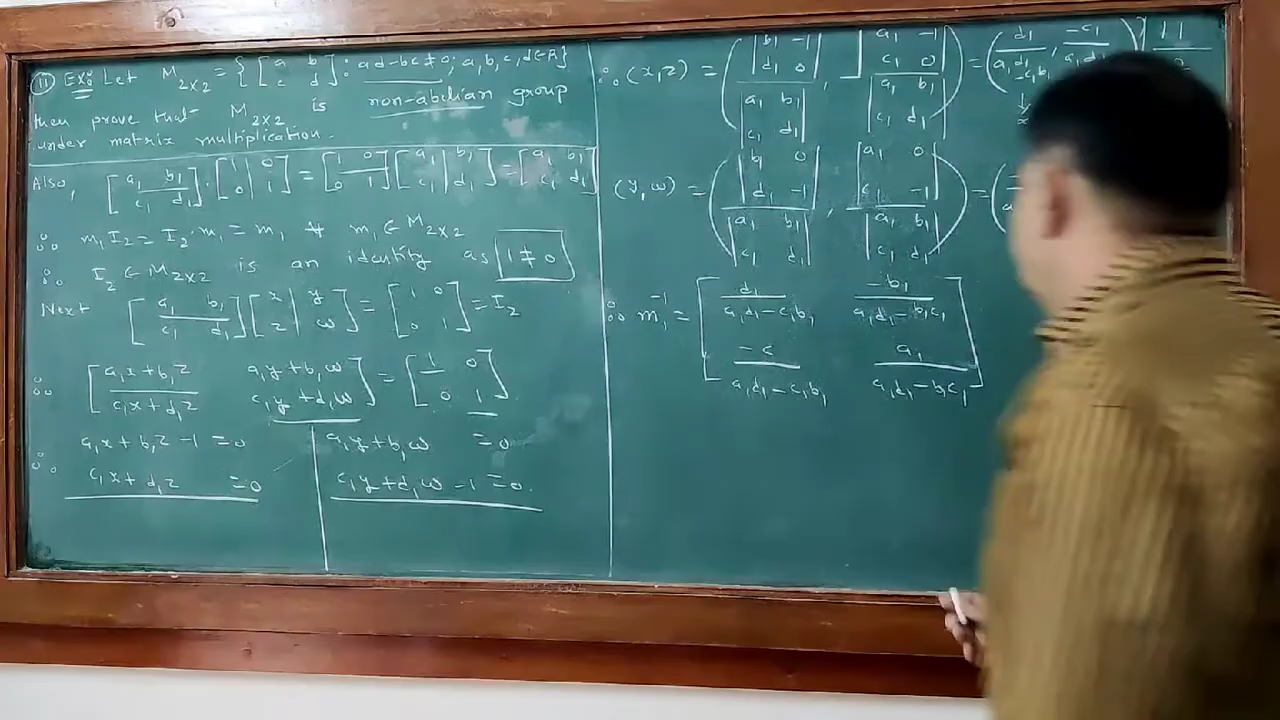 (11) Ex: Let M2x2 = { [ a b ; c d ] : ad-bc≠0; a,b,c,d∈R}
then prove that M2x2 is non-abelian group
under matrix multiplication.
Also, [ a1 b1 ; c1 d1 ] . [ 1 0 ; 0 1 ] = [ 1 0 ; 0 1 ] [ a1 b1 ; c1 d1 ] = [ a1 b1 ; c1 d1 ]
∴ m1 I2 = I2 . m1 = m1 ∀ m1 ∈ M2x2
∴ I2 ∈ M2x2 is an identity as 1≠0
Next [ a1 b1 ; c1 d1 ] [ x y ; z w ] = [ 1 0 ; 0 1 ] = I2
∴ [ a1x+b1z a1y+b1w ; c1x+d1z c1y+d1w ] = [ 1 0 ; 0 1 ]
∴ a1x+b1z-1=0
c1x+d1z =0
a1y+b1w =0
c1y+d1w-1=0.
∴ (x,z) = ( | b1 -1 ; d1 0 | / | a1 b1 ; c1 d1 | , | a1 -1 ; c1 0 | / | a1 b1 ; c1 d1 | ) = ( d1 / a1d1-c1b1 , -c1 / a1d1
(y,w) = ( | b1 0 ; d1 -1 | / | a1 b1 ; c1 d1 | , | a1 0 ; c1 -1 | / | a1 b1 ; c1 d1 | ) = (
∴ m1^-1 = [ d1 / a1d1-c1b1 -b1 / a1d1-b1c1 ; -c / a1d1-c1b1 a1 / a1d1-b1c1 ]